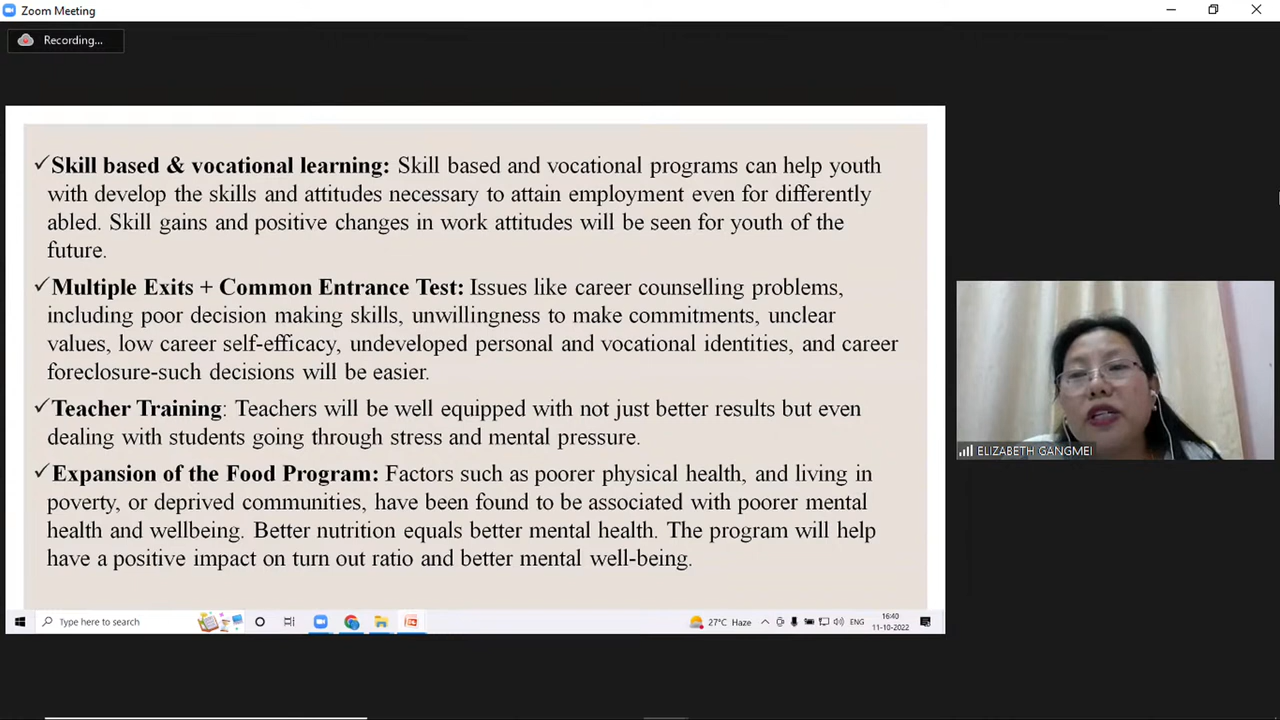 Zoom Meeting
Recording...
✓Skill based & vocational learning: Skill based and vocational programs can help youth
with develop the skills and attitudes necessary to attain employment even for differently
abled. Skill gains and positive changes in work attitudes will be seen for youth of the
future.
✓Multiple Exits + Common Entrance Test: Issues like career counselling problems,
including poor decision making skills, unwillingness to make commitments, unclear
values, low career self-efficacy, undeveloped personal and vocational identities, and career
foreclosure-such decisions will be easier.
✓Teacher Training: Teachers will be well equipped with not just better results but even
dealing with students going through stress and mental pressure.
✓Expansion of the Food Program: Factors such as poorer physical health, and living in
poverty, or deprived communities, have been found to be associated with poorer mental
health and wellbeing. Better nutrition equals better mental health. The program will help
have a positive impact on turn out ratio and better mental well-being.
ELIZABETH GANGMEI
Type here to search
27°C Haze
ENG
16:40
11-10-2022